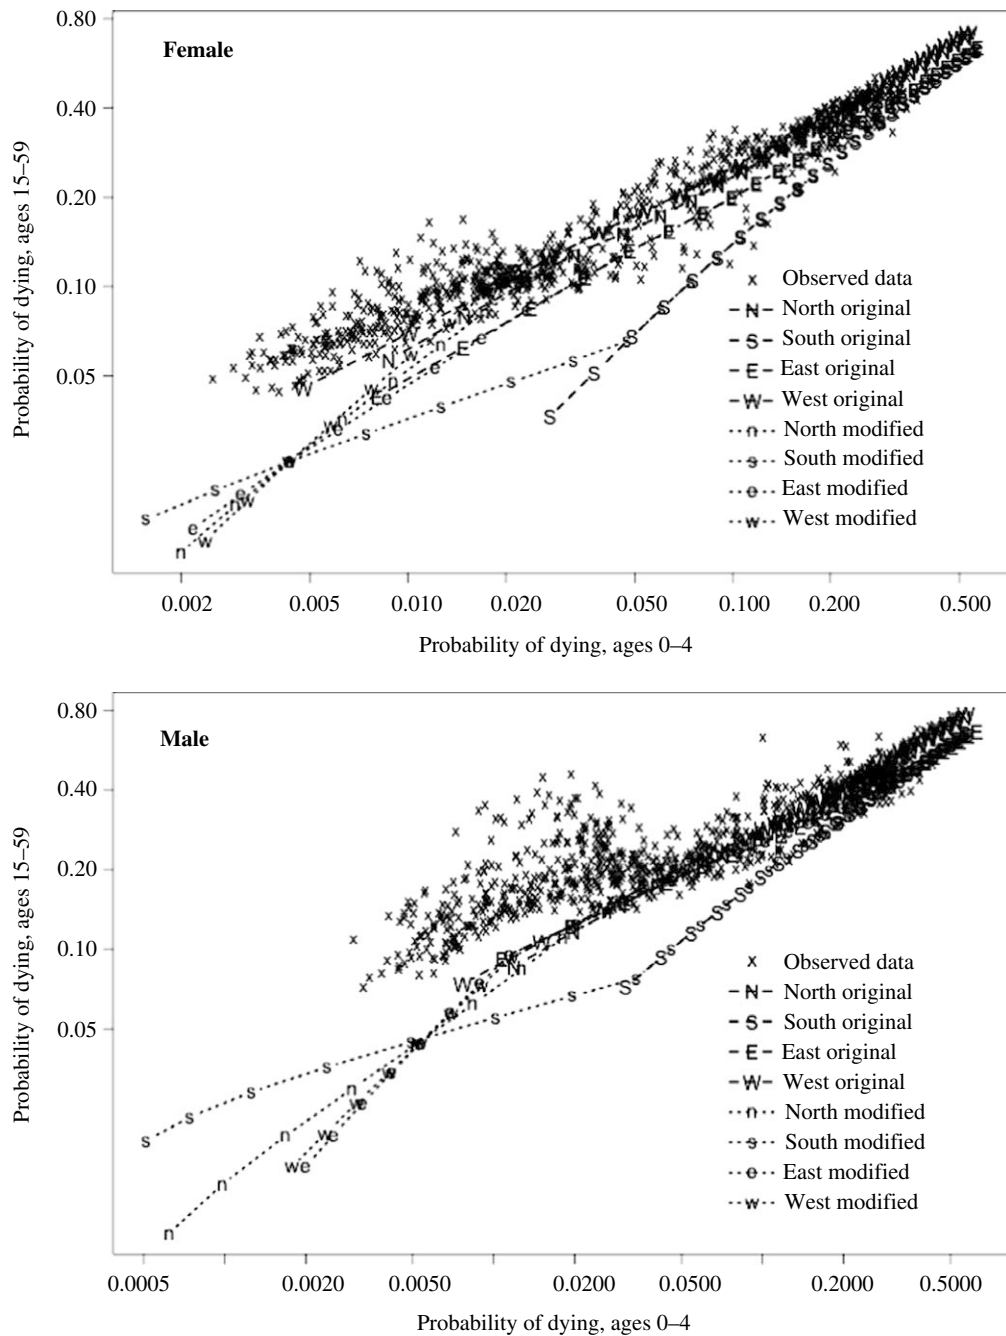 Female
Probability of dying, ages 15–59
0.80
0.40
0.20
0.10
0.05
x Observed data
N North original
S South original
E East original
W West original
n North modified
s South modified
e East modified
w West modified
0.002 0.005 0.010 0.020 0.050 0.100 0.200 0.500
Probability of dying, ages 0–4
Male
Probability of dying, ages 15–59
0.80
0.40
0.20
0.10
0.05
x Observed data
N North original
S South original
E East original
W West original
n North modified
s South modified
e East modified
w West modified
0.0005 0.0020 0.0050 0.0200 0.0500 0.2000 0.5000
Probability of dying, ages 0–4